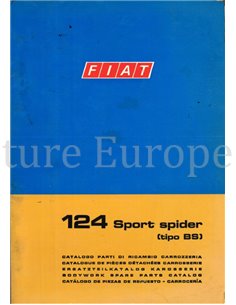 FIAT
ture Europe
124 Sport spider
(tipo BS)
CATALOGO PARTI DI RICAMBIO CARROZZERIA
CATALOGUE DE PIÈCES DÉTACHÉES CARROSSERIE
ERSATZTEILKATALOG KAROSSERIE
BODYWORK SPARE PARTS CATALOG
CATÁLOGO DE PIEZAS DE REPUESTO - CARROCERÍA